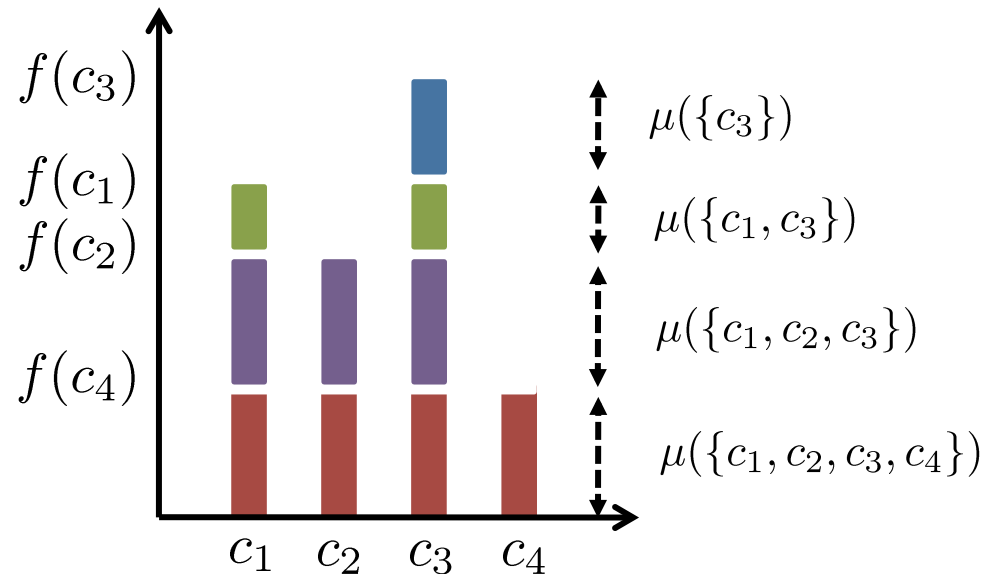 f(c₃)
f(c₁)
f(c₂)
f(c₄)
μ({c₃})
μ({c₁, c₃})
μ({c₁, c₂, c₃})
μ({c₁, c₂, c₃, c₄})
c₁ c₂ c₃ c₄